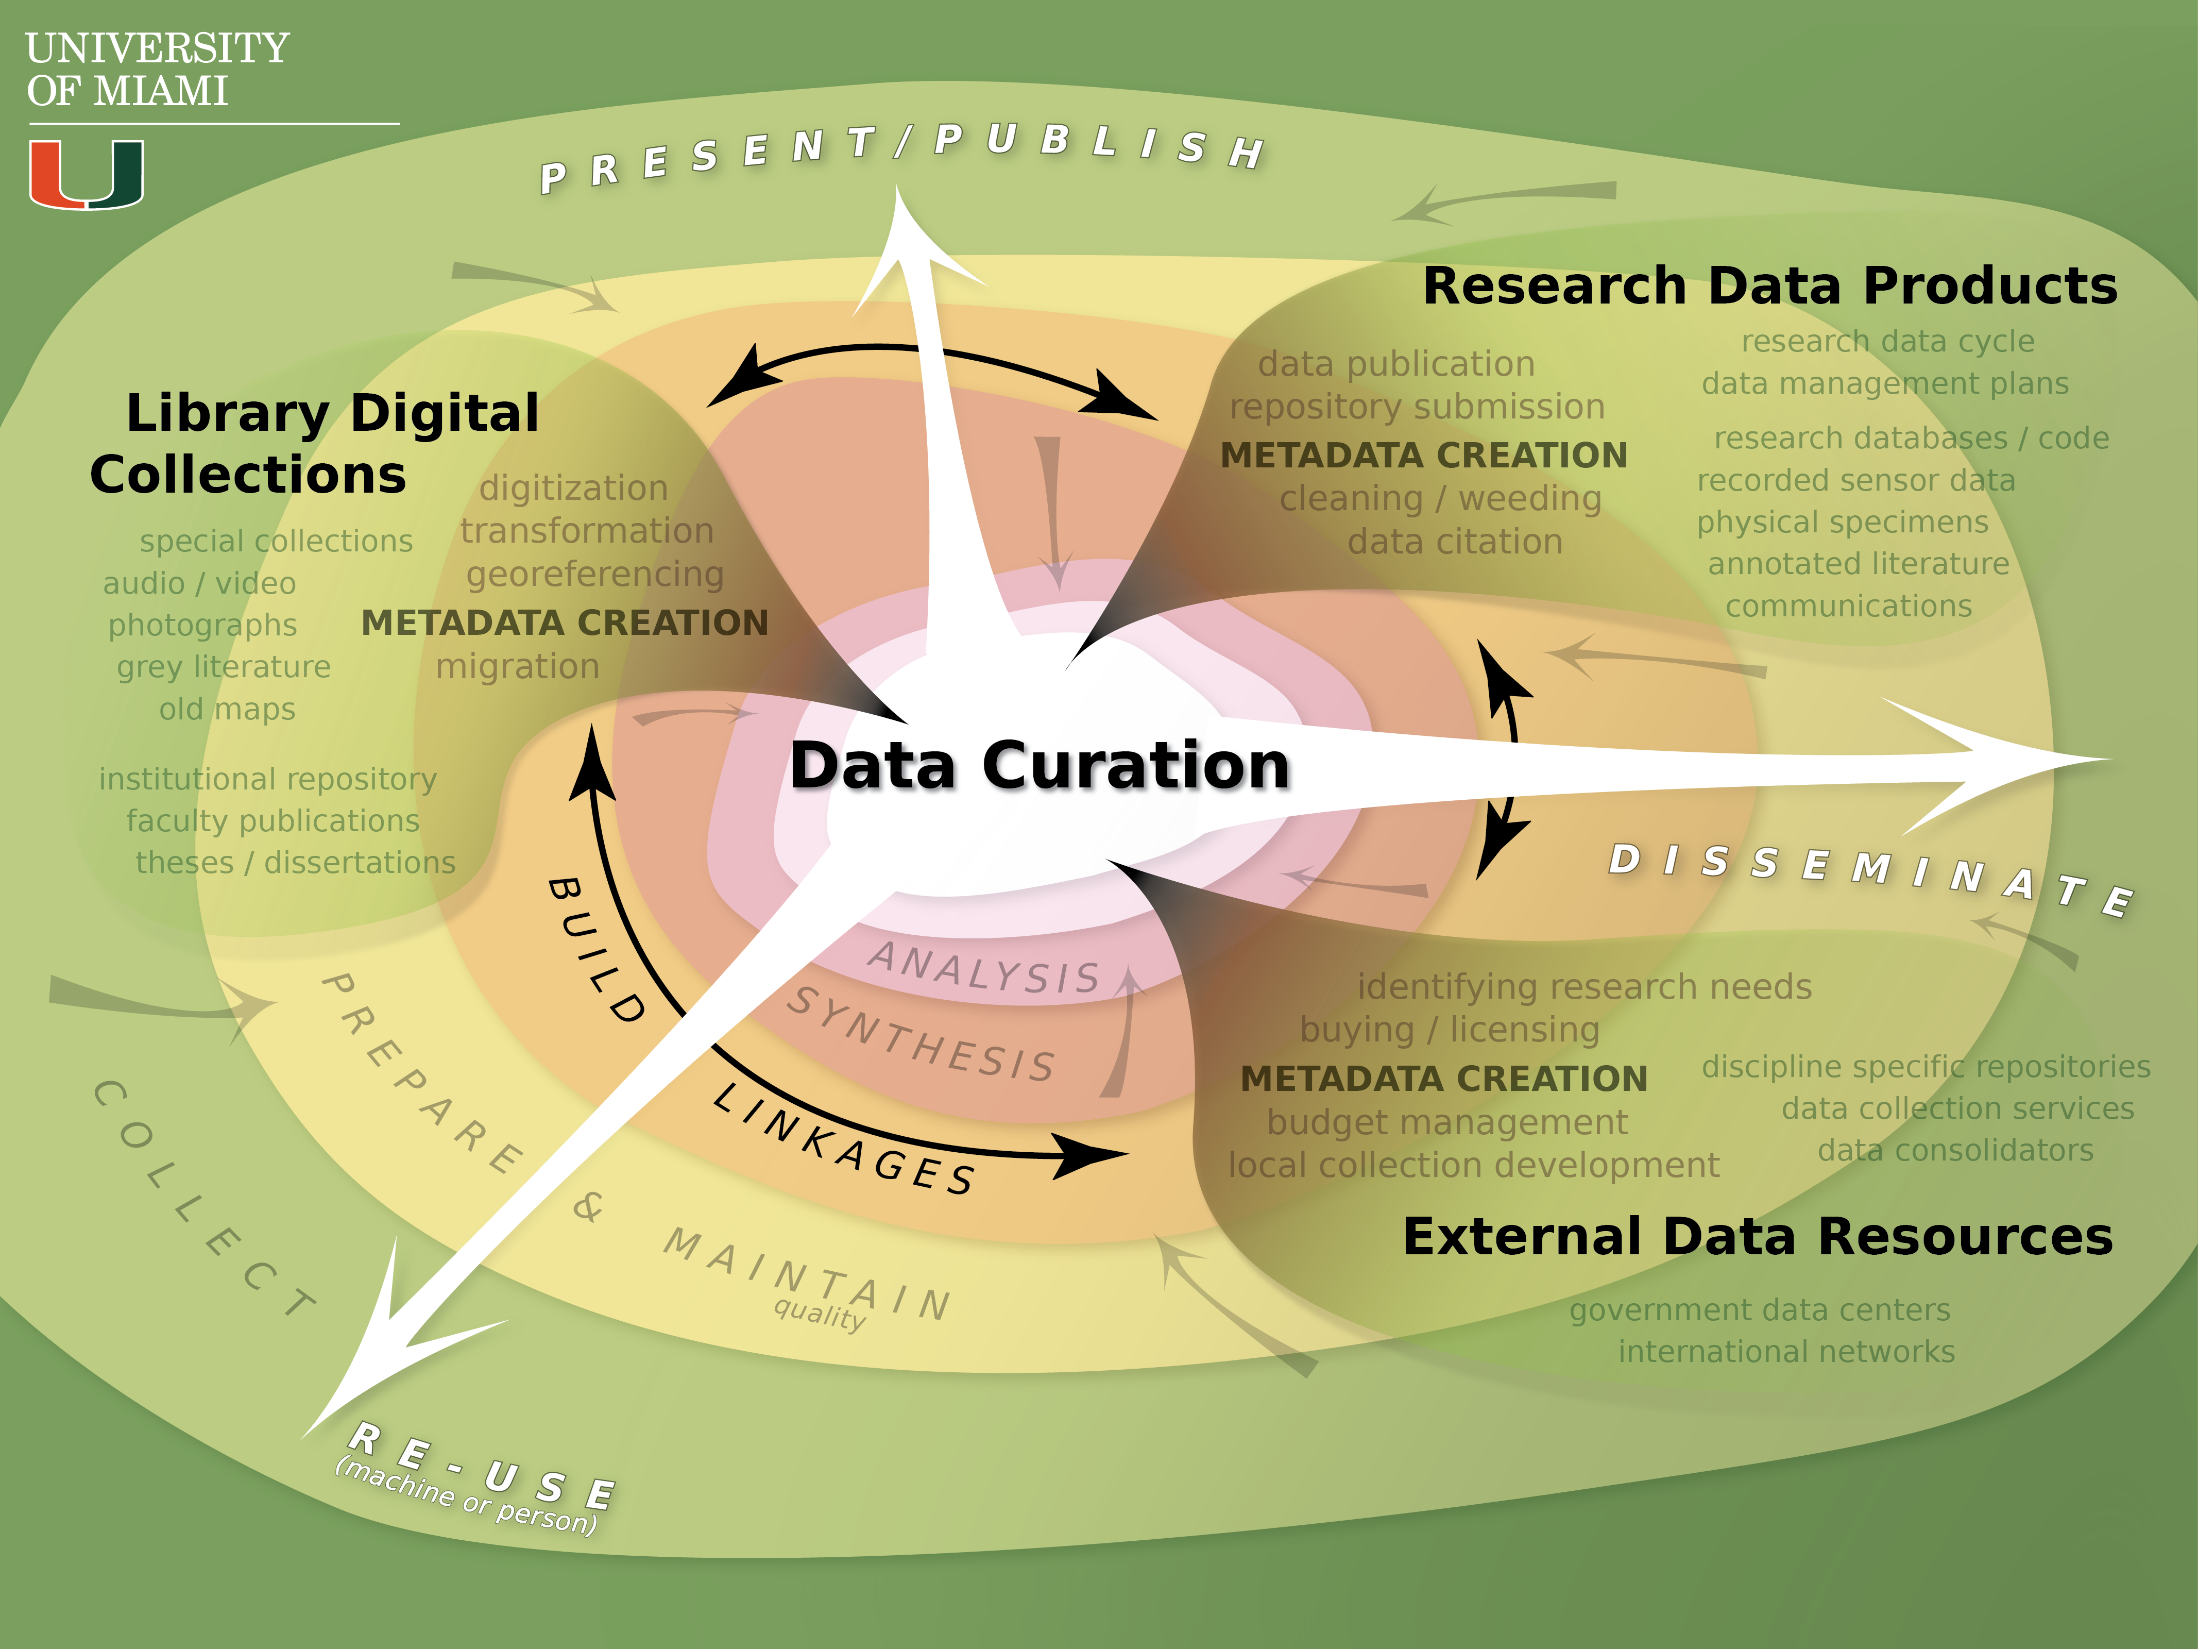 UNIVERSITY
OF MIAMI
PRESENT/PUBLISH
Research Data Products
research data cycle
data management plans
research databases / code
recorded sensor data
physical specimens
annotated literature
communications
data publication
repository submission
METADATA CREATION
cleaning / weeding
data citation
Library Digital
Collections
special collections
audio / video
photographs
grey literature
old maps
institutional repository
faculty publications
theses / dissertations
digitization
transformation
georeferencing
METADATA CREATION
migration
Data Curation
DISSEMINATE
BUILD
LINKAGES
ANALYSIS
SYNTHESIS
PREPARE & MAINTAIN
quality
COLLECT
identifying research needs
buying / licensing
METADATA CREATION
budget management
local collection development
discipline specific repositories
data collection services
data consolidators
External Data Resources
government data centers
international networks
RE-USE
(machine or person)